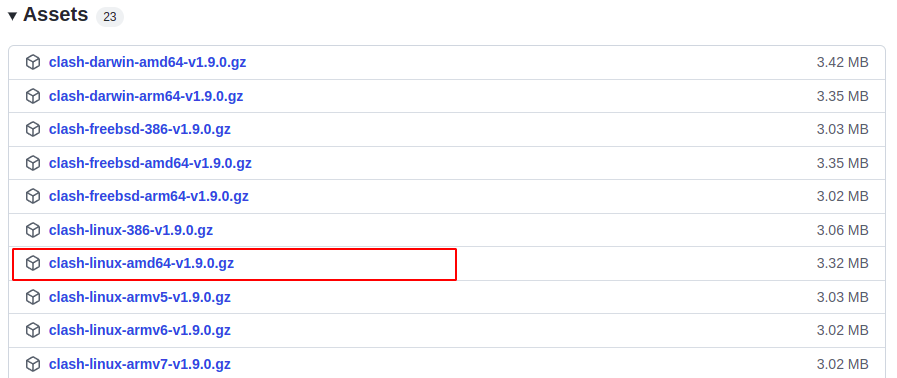 Assets 23
clash-darwin-amd64-v1.9.0.gz 3.42 MB
clash-darwin-arm64-v1.9.0.gz 3.35 MB
clash-freebsd-386-v1.9.0.gz 3.03 MB
clash-freebsd-amd64-v1.9.0.gz 3.35 MB
clash-freebsd-arm64-v1.9.0.gz 3.02 MB
clash-linux-386-v1.9.0.gz 3.06 MB
clash-linux-amd64-v1.9.0.gz 3.32 MB
clash-linux-armv5-v1.9.0.gz 3.03 MB
clash-linux-armv6-v1.9.0.gz 3.02 MB
clash-linux-armv7-v1.9.0.gz 3.02 MB